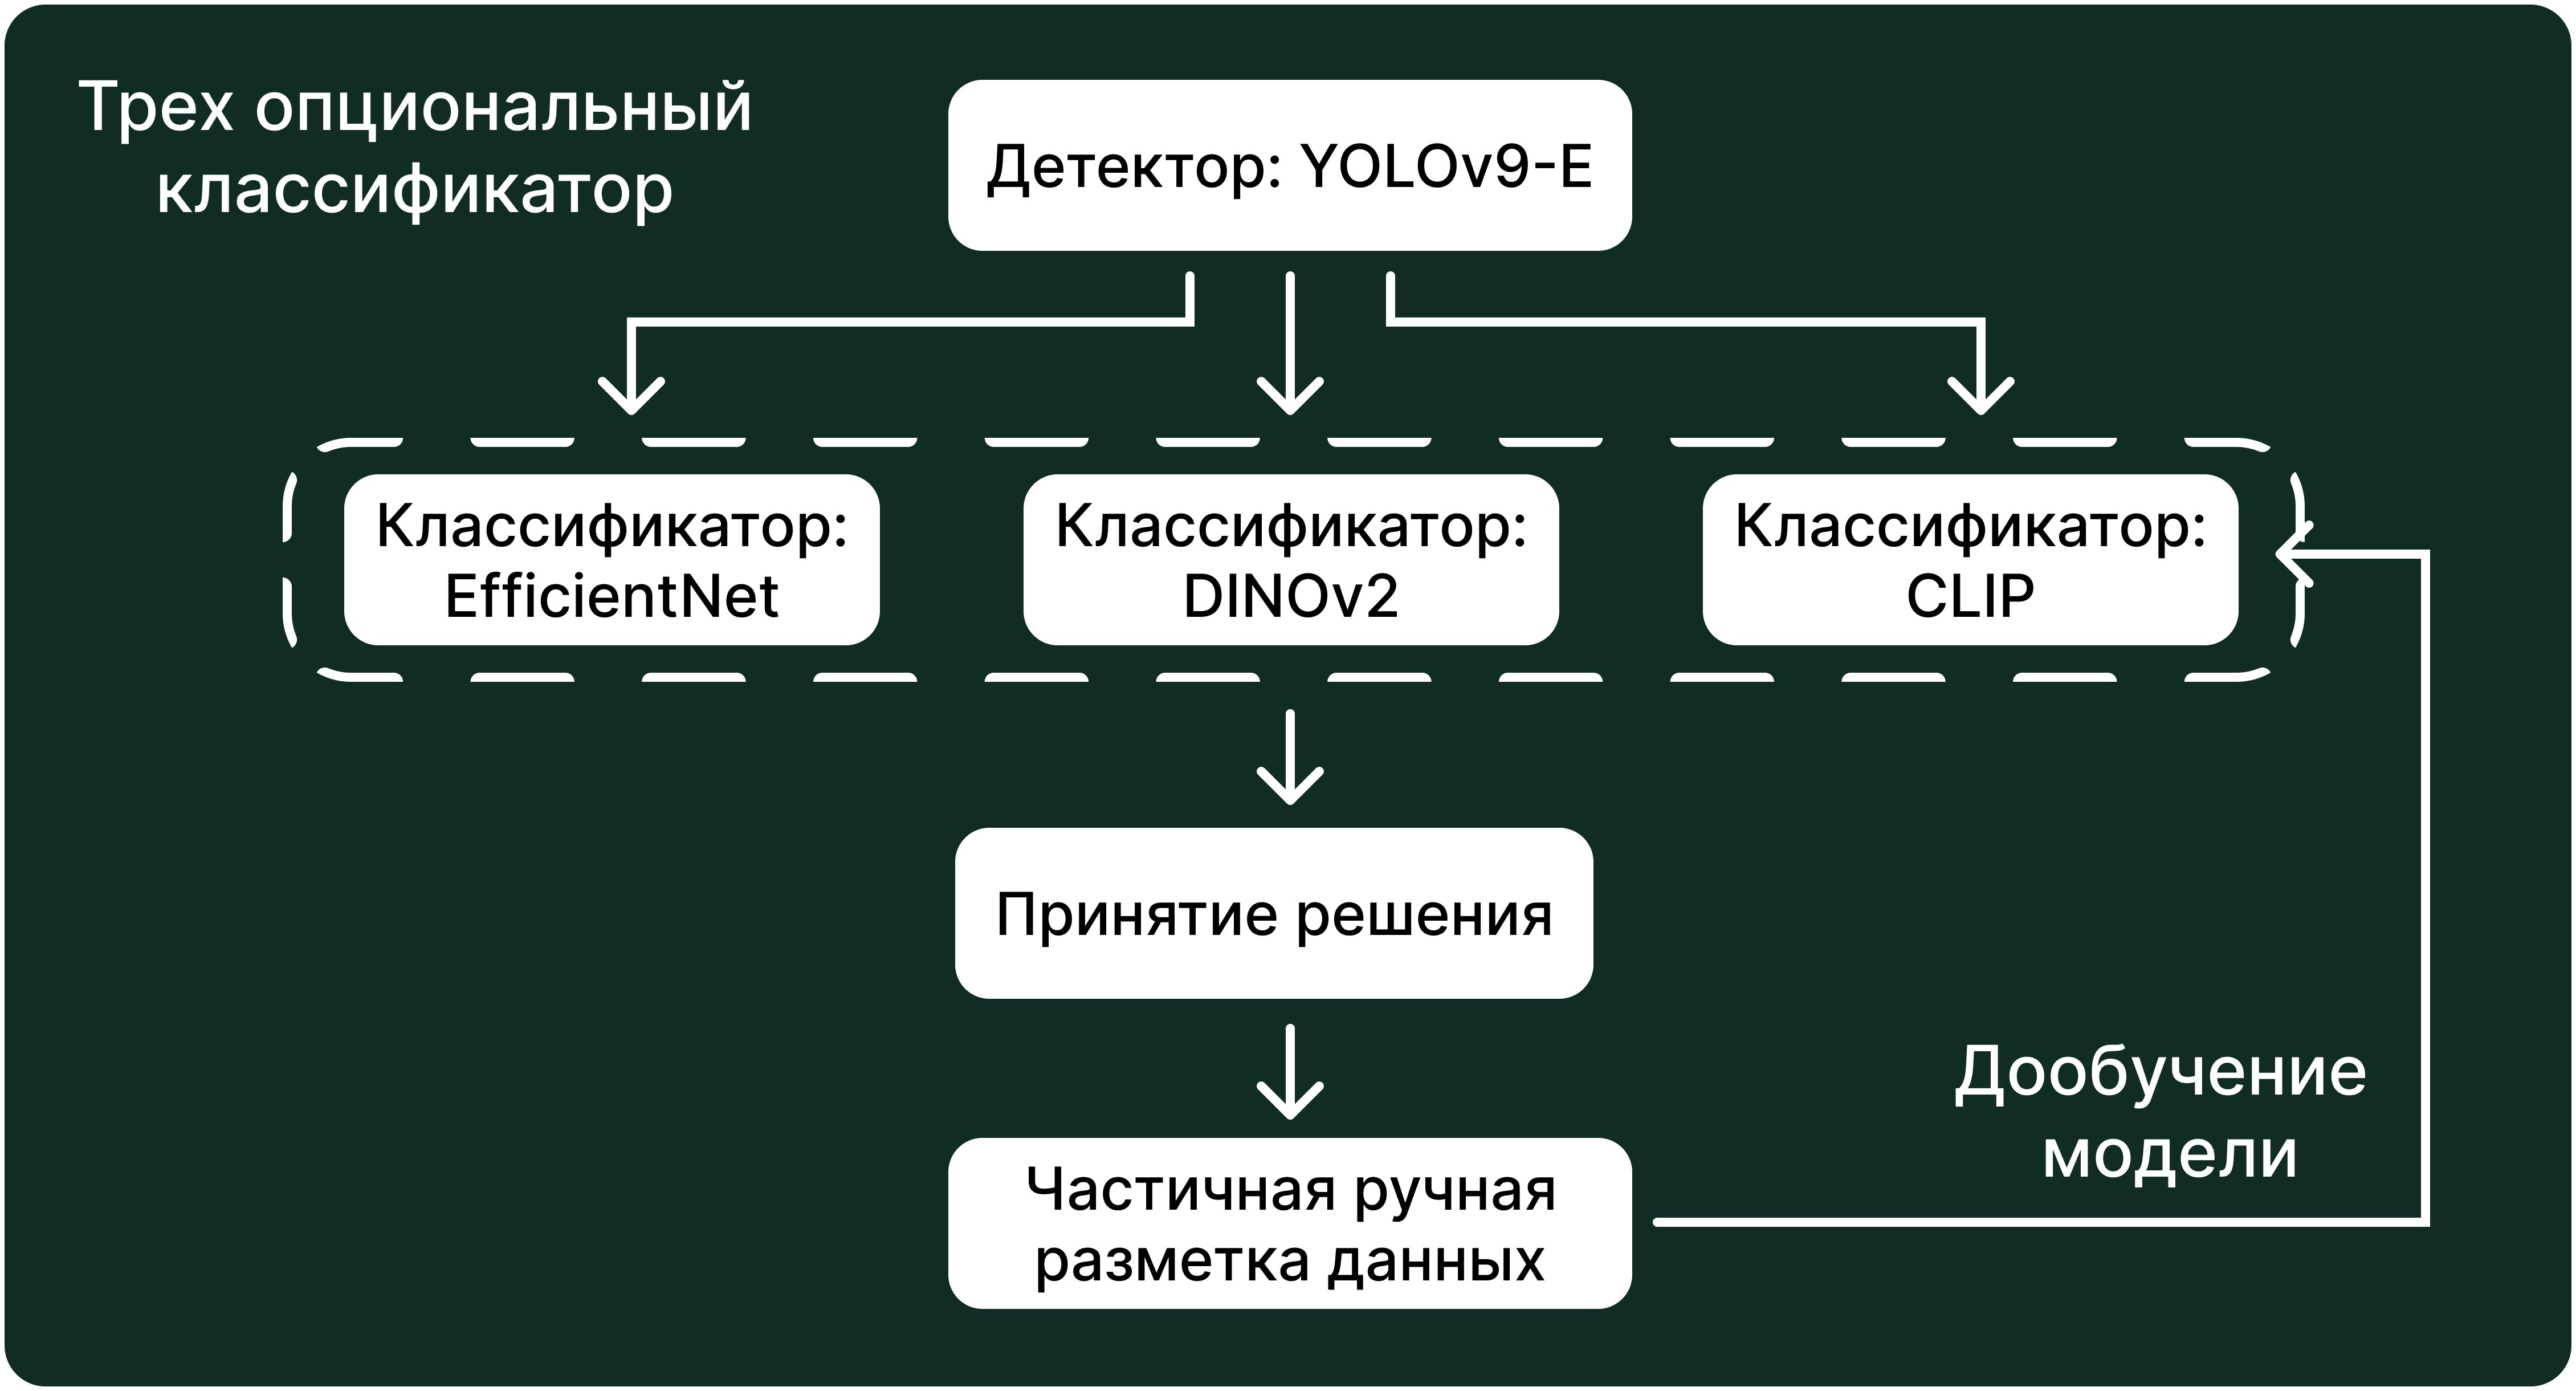 Трех опциональный
классификатор
Детектор: YOLOv9-E
Классификатор:
EfficientNet
Классификатор:
DINOv2
Классификатор:
CLIP
Принятие решения
Частичная ручная
разметка данных
Дообучение
модели